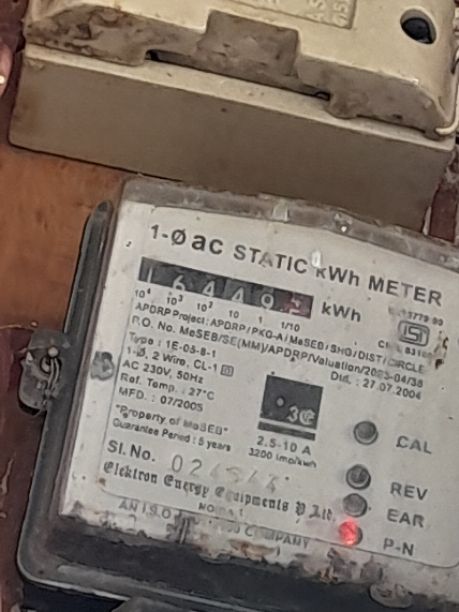 1-Ø ac STATIC kWh METER
16449 kWh
10⁴ 10³ 10² 10 1 1/10
APDRP Project: APDRP/PKG-A/MeSEB/SHG/DIST/CIRCLE
P.O. No. MeSEB/SE(MM)/APDRP/Valuation/2003-04/38
Dtd. : 27.07.2004
Type : 1E-05-8-1
1-Ø, 2 Wire, CL-1
AC 230V, 50Hz
Ref. Temp. : 27°C
MFD. : 07/2005
"Property of MeSEB"
Guarantee Period : 5 years
2.5-10 A
3200 imp/kwh
CAL
REV
EAR
P-N
Sl. No.
Elektron Energy Equipments P Ltd.
COMPANY